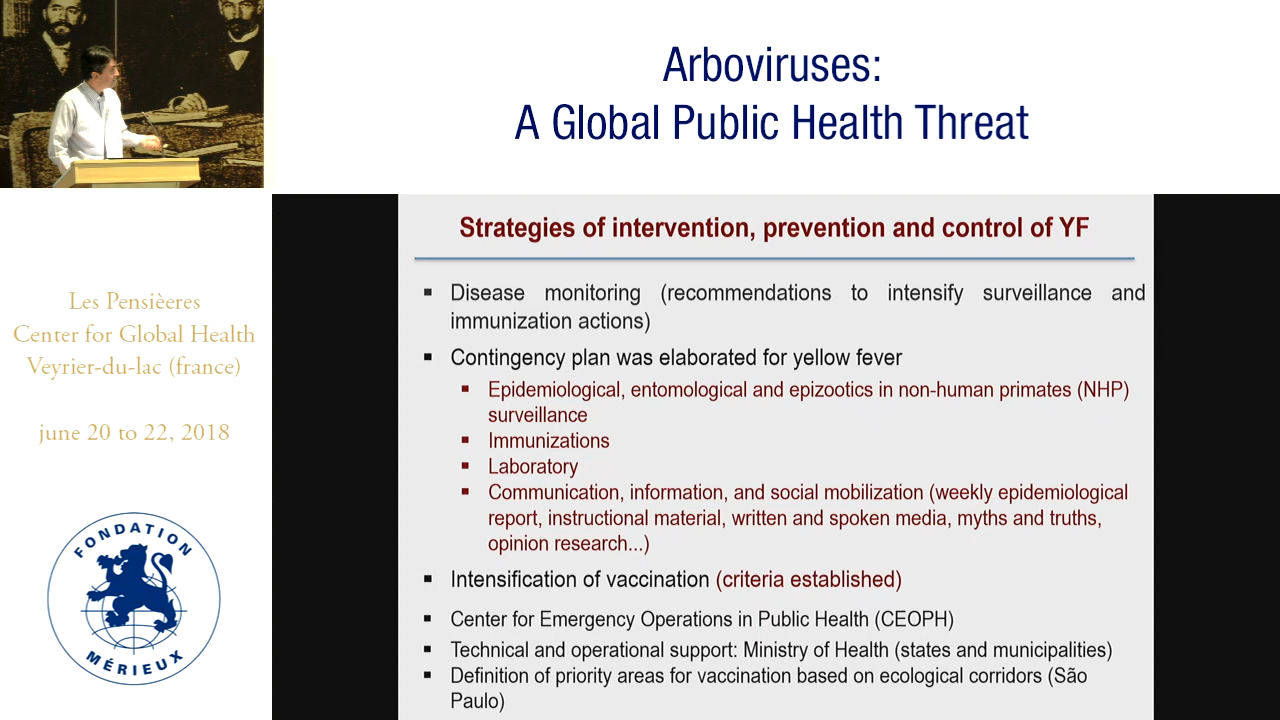 Arboviruses:
A Global Public Health Threat
Les Pensièeres
Center for Global Health
Veyrier-du-lac (france)
june 20 to 22, 2018
FONDATION
MÉRIEUX
Strategies of intervention, prevention and control of YF
▪ Disease monitoring (recommendations to intensify surveillance and
immunization actions)
▪ Contingency plan was elaborated for yellow fever
▪ Epidemiological, entomological and epizootics in non-human primates (NHP)
surveillance
▪ Immunizations
▪ Laboratory
▪ Communication, information, and social mobilization (weekly epidemiological
report, instructional material, written and spoken media, myths and truths,
opinion research...)
▪ Intensification of vaccination (criteria established)
▪ Center for Emergency Operations in Public Health (CEOPH)
▪ Technical and operational support: Ministry of Health (states and municipalities)
▪ Definition of priority areas for vaccination based on ecological corridors (São
Paulo)